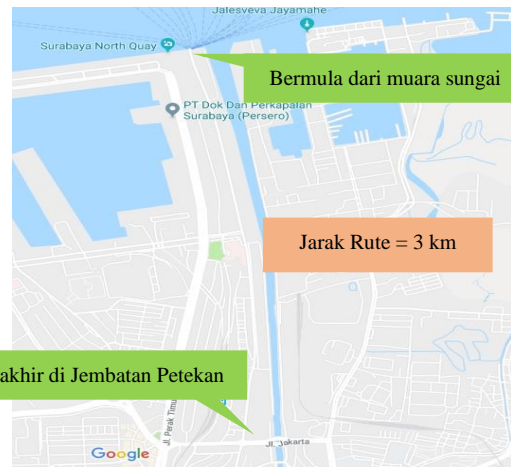 Jalesveva Jayamahe
Surabaya North Quay
Bermula dari muara sungai
PT Dok Dan Perkapalan
Surabaya (Persero)
Jarak Rute = 3 km
akhir di Jembatan Petekan
Jl. Perak Timu
Jl. Jakarta
Google